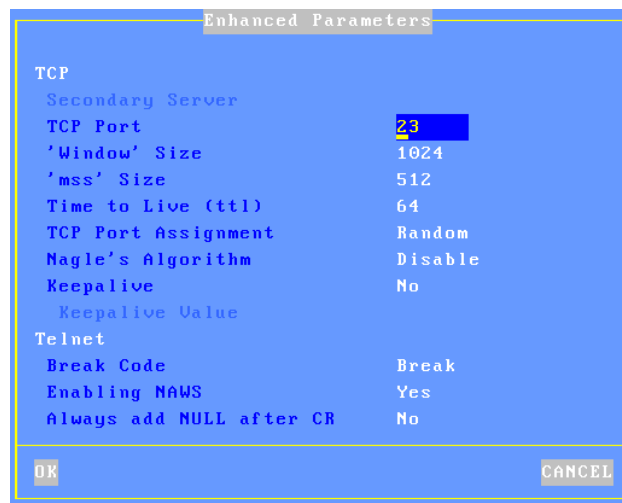 Enhanced Parameters
TCP
Secondary Server
TCP Port 23
'Window' Size 1024
'mss' Size 512
Time to Live (ttl) 64
TCP Port Assignment Random
Nagle's Algorithm Disable
Keepalive No
Keepalive Value
Telnet
Break Code Break
Enabling NAWS Yes
Always add NULL after CR No
OK CANCEL